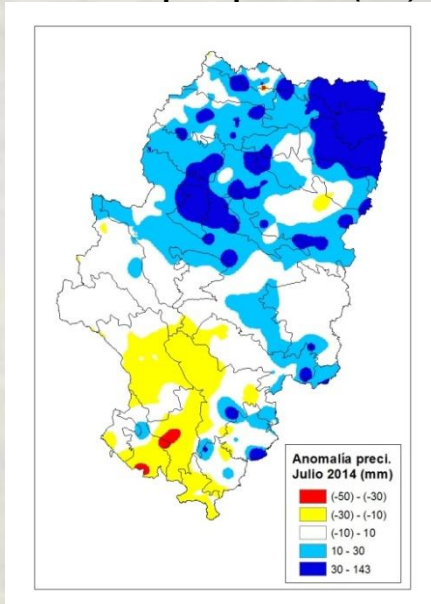 Anomalía preci.
Julio 2014 (mm)
(-50) - (-30)
(-30) - (-10)
(-10) - 10
10 - 30
30 - 143